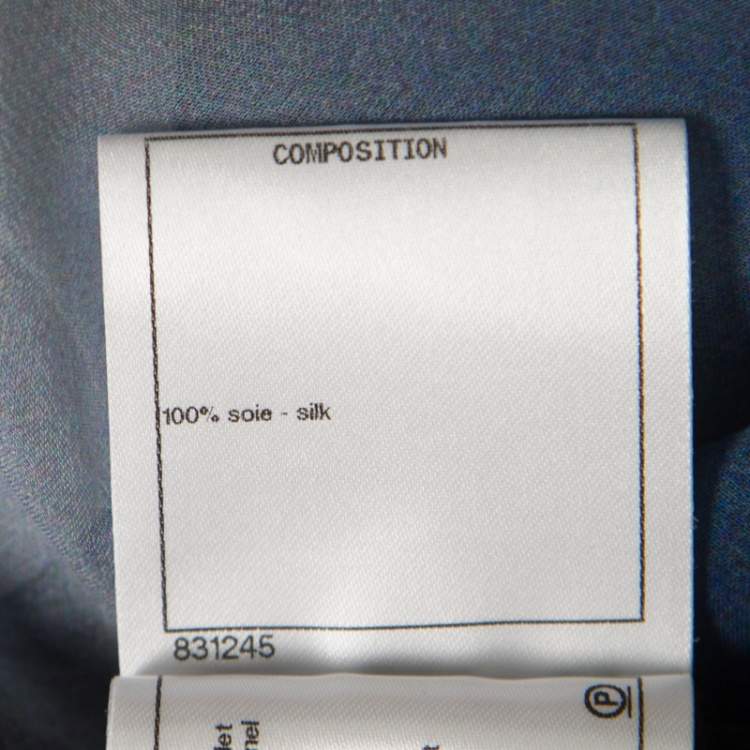 COMPOSITION
100% soie - silk
831245
P